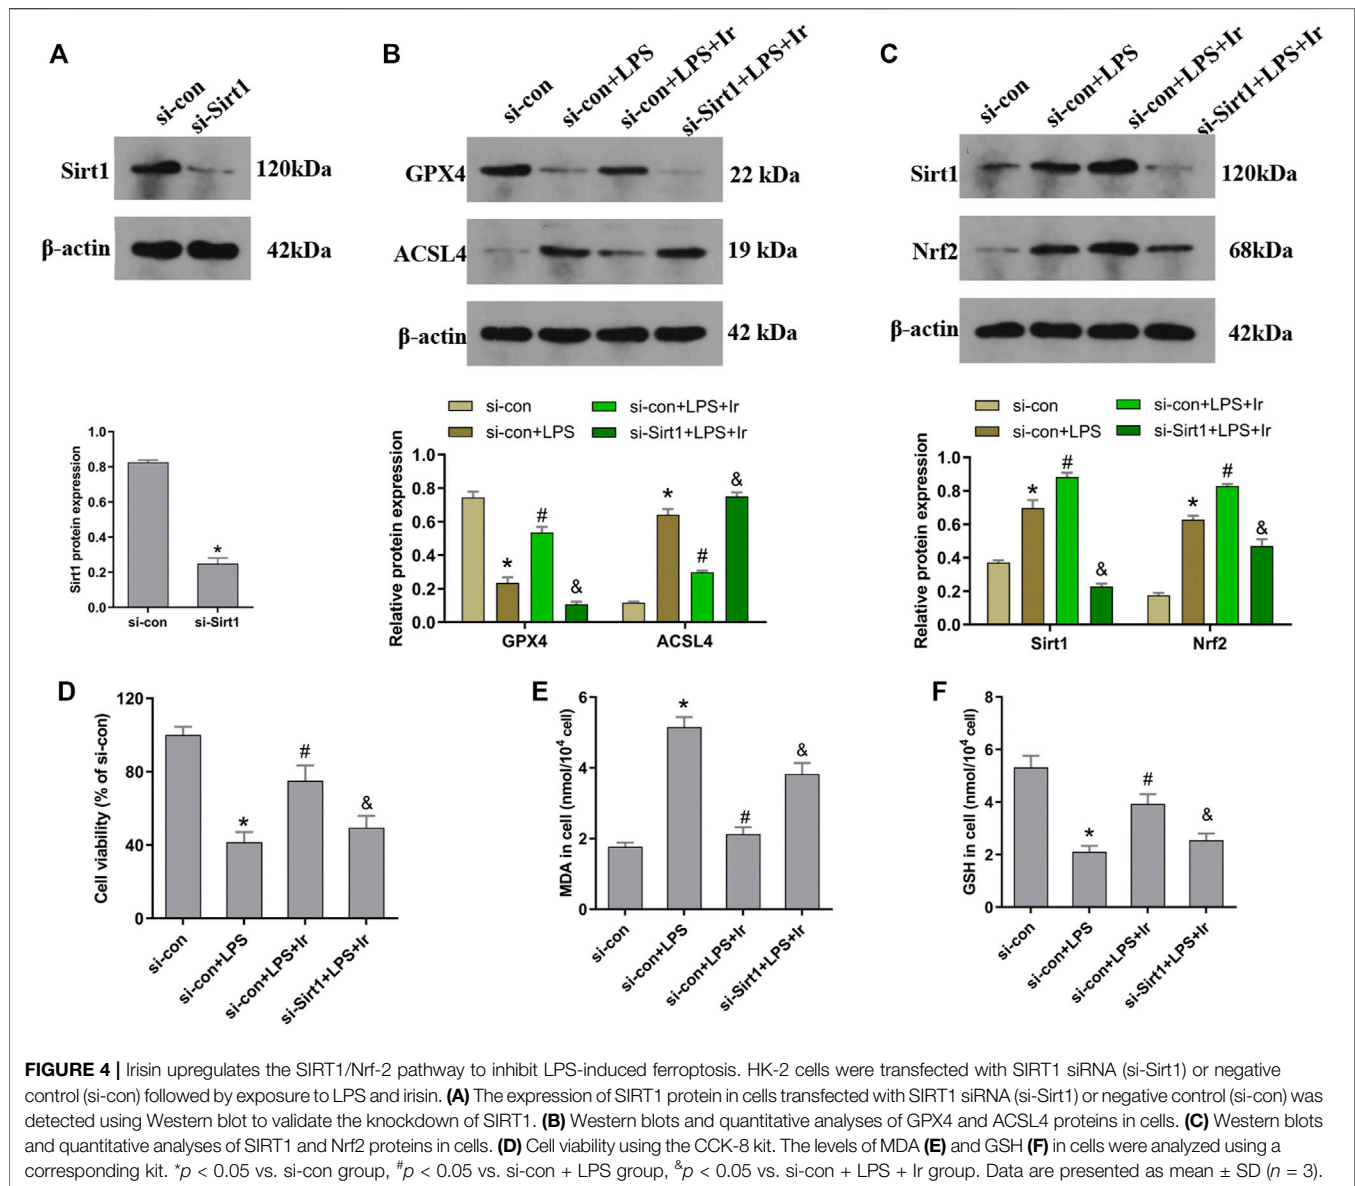 A
si-con
si-Sirt1
Sirt1
120kDa
β-actin
42kDa
Sirt1 protein expression
1.0
0.8
0.6
0.4
0.2
0.0
*
si-con
si-Sirt1
B
si-con
si-con+LPS
si-con+LPS+Ir
si-Sirt1+LPS+Ir
GPX4
22 kDa
ACSL4
19 kDa
β-actin
42 kDa
si-con
si-con+LPS+Ir
si-con+LPS
si-Sirt1+LPS+Ir
Relative protein expression
1.0
0.8
0.6
0.4
0.2
0.0
*
#
&
*
#
&
GPX4
ACSL4
C
si-con
si-con+LPS
si-con+LPS+Ir
si-Sirt1+LPS+Ir
Sirt1
120kDa
Nrf2
68kDa
β-actin
42kDa
si-con
si-con+LPS+Ir
si-con+LPS
si-Sirt1+LPS+Ir
Relative protein expression
1.0
0.8
0.6
0.4
0.2
0.0
*
#
&
*
#
&
Sirt1
Nrf2
D
Cell viability (% of si-con)
120
80
40
0
*
#
&
si-con
si-con+LPS
si-con+LPS+Ir
si-Sirt1+LPS+Ir
E
MDA in cell (nmol/10⁴ cell)
6
4
2
0
*
#
&
si-con
si-con+LPS
si-con+LPS+Ir
si-Sirt1+LPS+Ir
F
GSH in cell (nmol/10⁴ cell)
8
6
4
2
0
*
#
&
si-con
si-con+LPS
si-con+LPS+Ir
si-Sirt1+LPS+Ir
FIGURE 4 | Irisin upregulates the SIRT1/Nrf-2 pathway to inhibit LPS-induced ferroptosis. HK-2 cells were transfected with SIRT1 siRNA (si-Sirt1) or negative
control (si-con) followed by exposure to LPS and irisin. (A) The expression of SIRT1 protein in cells transfected with SIRT1 siRNA (si-Sirt1) or negative control (si-con) was
detected using Western blot to validate the knockdown of SIRT1. (B) Western blots and quantitative analyses of GPX4 and ACSL4 proteins in cells. (C) Western blots
and quantitative analyses of SIRT1 and Nrf2 proteins in cells. (D) Cell viability using the CCK-8 kit. The levels of MDA (E) and GSH (F) in cells were analyzed using a
corresponding kit. *p < 0.05 vs. si-con group, #p < 0.05 vs. si-con + LPS group, &p < 0.05 vs. si-con + LPS + Ir group. Data are presented as mean ± SD (n = 3).